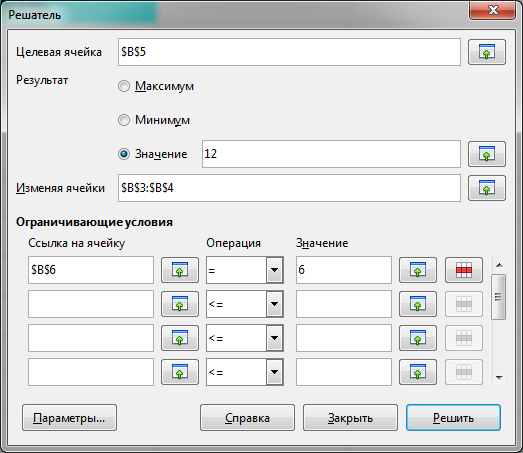 Решатель
Целевая ячейка $B$5
Результат
Максимум
Минимум
Значение 12
Изменяя ячейки $B$3:$B$4
Ограничивающие условия
Ссылка на ячейку Операция Значение
$B$6 = 6
<=
<=
<=
Параметры... Справка Закрыть Решить